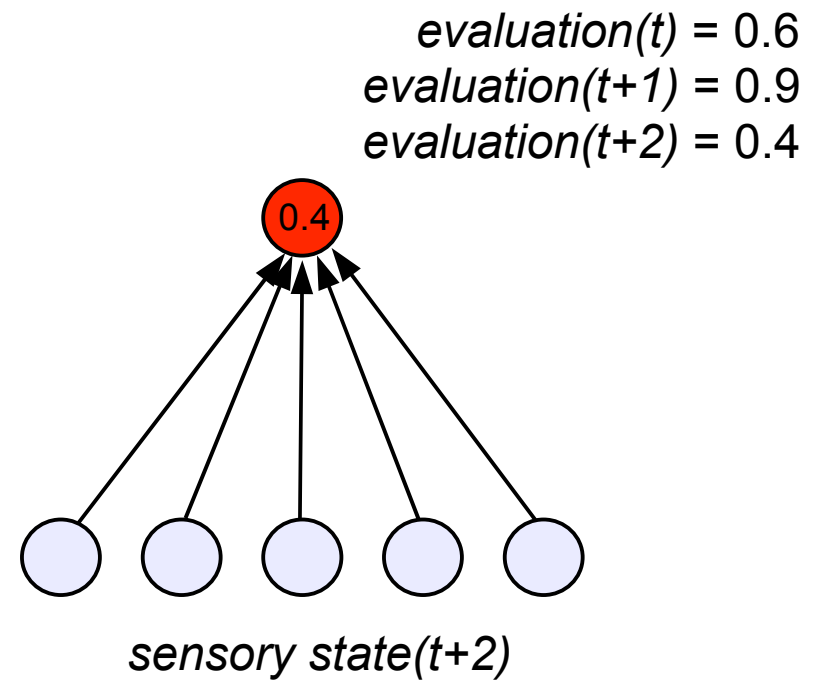 evaluation(t) = 0.6
evaluation(t+1) = 0.9
evaluation(t+2) = 0.4
0.4
sensory state(t+2)